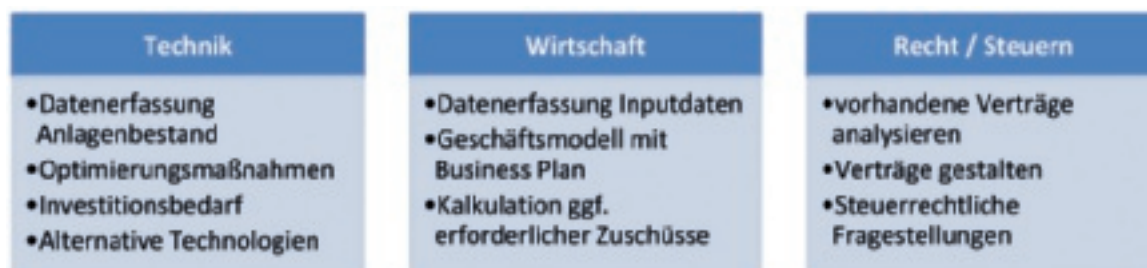 Technik
•Datenerfassung
Anlagenbestand
•Optimierungsmaßnahmen
•Investitionsbedarf
•Alternative Technologien
Wirtschaft
•Datenerfassung Inputdaten
•Geschäftsmodell mit
Business Plan
•Kalkulation ggf.
erforderlicher Zuschüsse
Recht / Steuern
•vorhandene Verträge
analysieren
•Verträge gestalten
•Steuerrechtliche
Fragestellungen